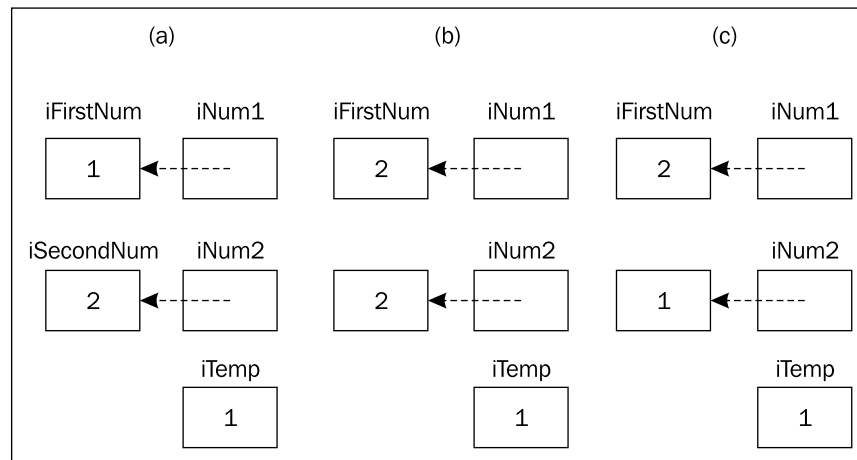 (a) (b) (c)
iFirstNum iNum1 iFirstNum iNum1 iFirstNum iNum1
1 2 2
iSecondNum iNum2 iNum2 iNum2
2 2 1
iTemp iTemp iTemp
1 1 1